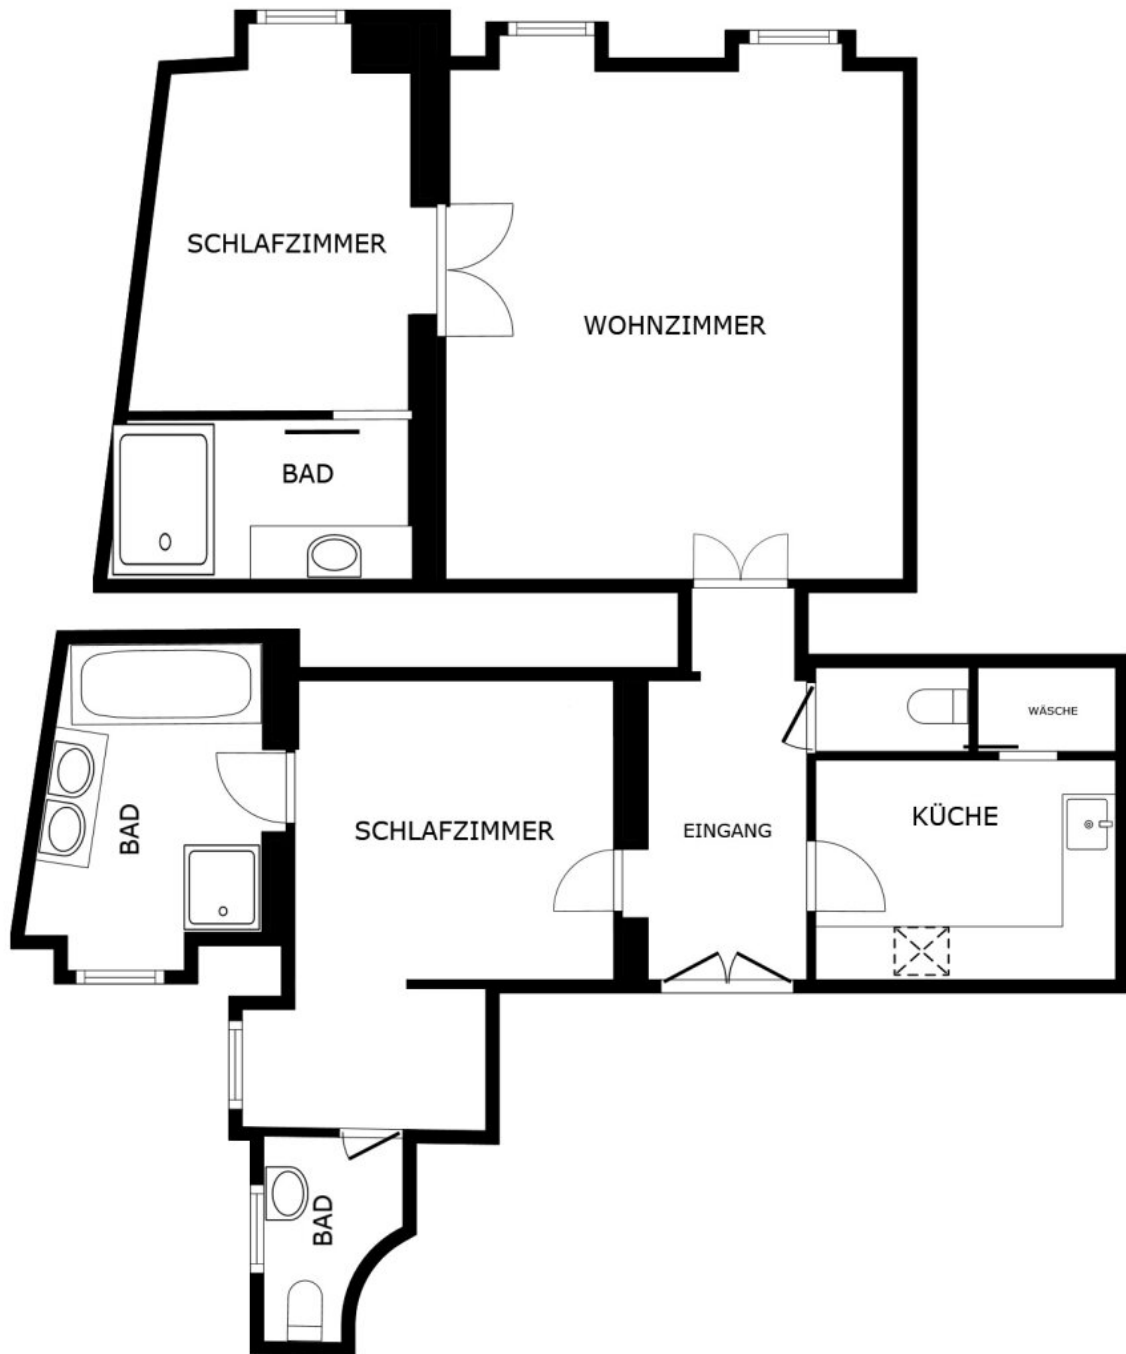 SCHLAFZIMMER
WOHNZIMMER
BAD
WÄSCHE
KÜCHE
BAD
SCHLAFZIMMER
EINGANG
BAD